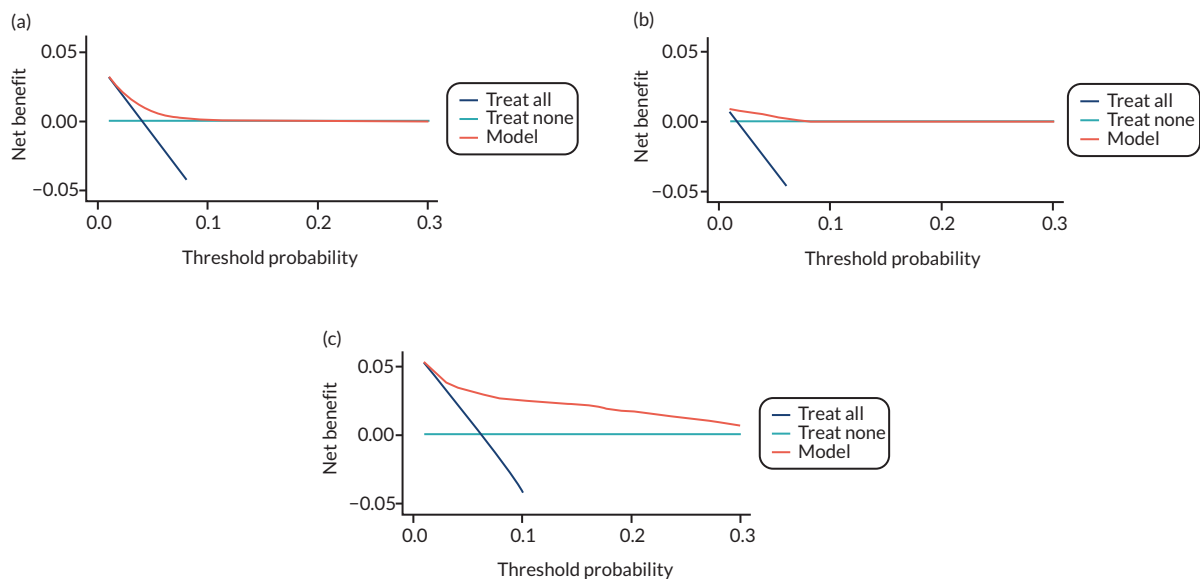 (a)
Net benefit
0.05
0.00
−0.05
0.0
0.1
0.2
0.3
Threshold probability
Treat all
Treat none
Model
(b)
Net benefit
0.05
0.00
−0.05
0.0
0.1
0.2
0.3
Threshold probability
Treat all
Treat none
Model
(c)
Net benefit
0.05
0.00
−0.05
0.0
0.1
0.2
0.3
Threshold probability
Treat all
Treat none
Model